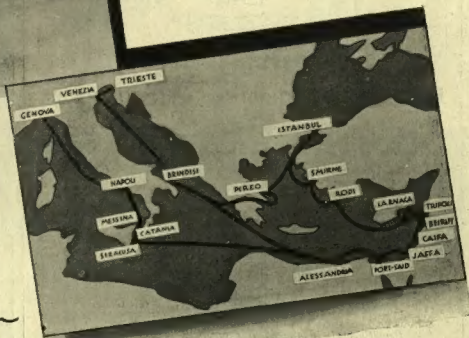 TRIESTE
VENEZIA
GENOVA
ISTANBUL
NAPOLI
BRINDISI
PIREO
SMIRNE
RODI
LARNACA
TRIPOLI
BEIRUT
MESSINA
CATANIA
SIRACUSA
CAIFA
JAFFA
ALESSANDRIA
PORT-SAID